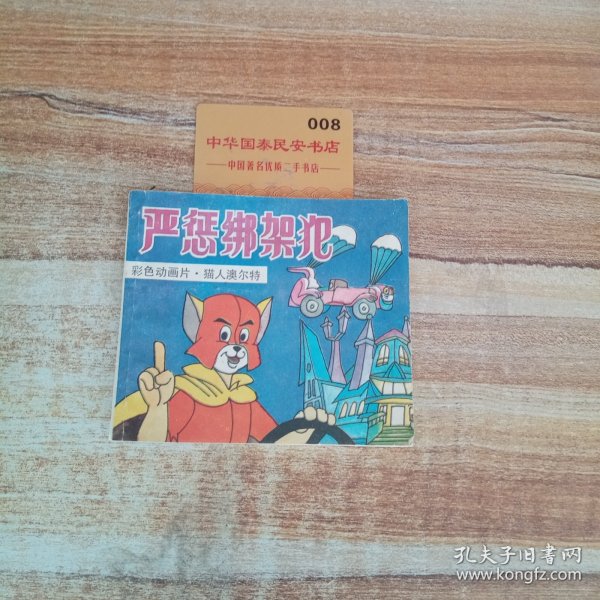 008
中华国泰民安书店
中国著名优质二手书店
严惩绑架犯
彩色动画片·猫人澳尔特
孔夫子旧书网
www.kongfz.com